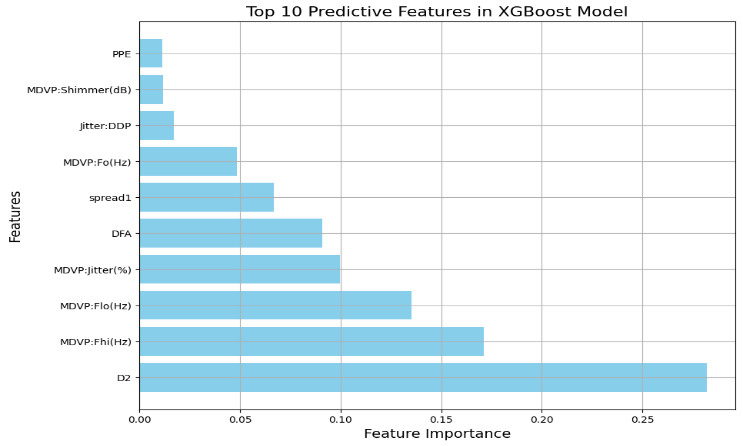 Top 10 Predictive Features in XGBoost Model
PPE
MDVP:Shimmer(dB)
Jitter:DDP
MDVP:Fo(Hz)
spread1
DFA
MDVP:Jitter(%)
MDVP:Flo(Hz)
MDVP:Fhi(Hz)
D2
Features
0.00 0.05 0.10 0.15 0.20 0.25
Feature Importance